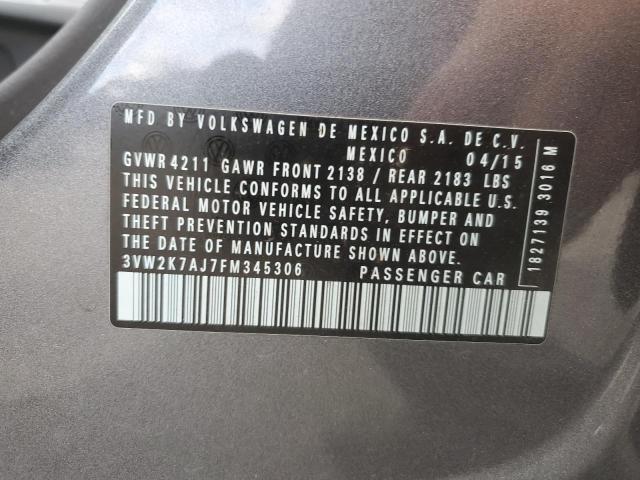 MFD BY VOLKSWAGEN DE MEXICO S.A. DE C.V.
MEXICO 04/15
GVWR 4211 GAWR FRONT 2138 / REAR 2183 LBS
THIS VEHICLE CONFORMS TO ALL APPLICABLE U.S.
FEDERAL MOTOR VEHICLE SAFETY, BUMPER AND
THEFT PREVENTION STANDARDS IN EFFECT ON
THE DATE OF MANUFACTURE SHOWN ABOVE.
3VW2K7AJ7FM345306 PASSENGER CAR
1827139 3016 M